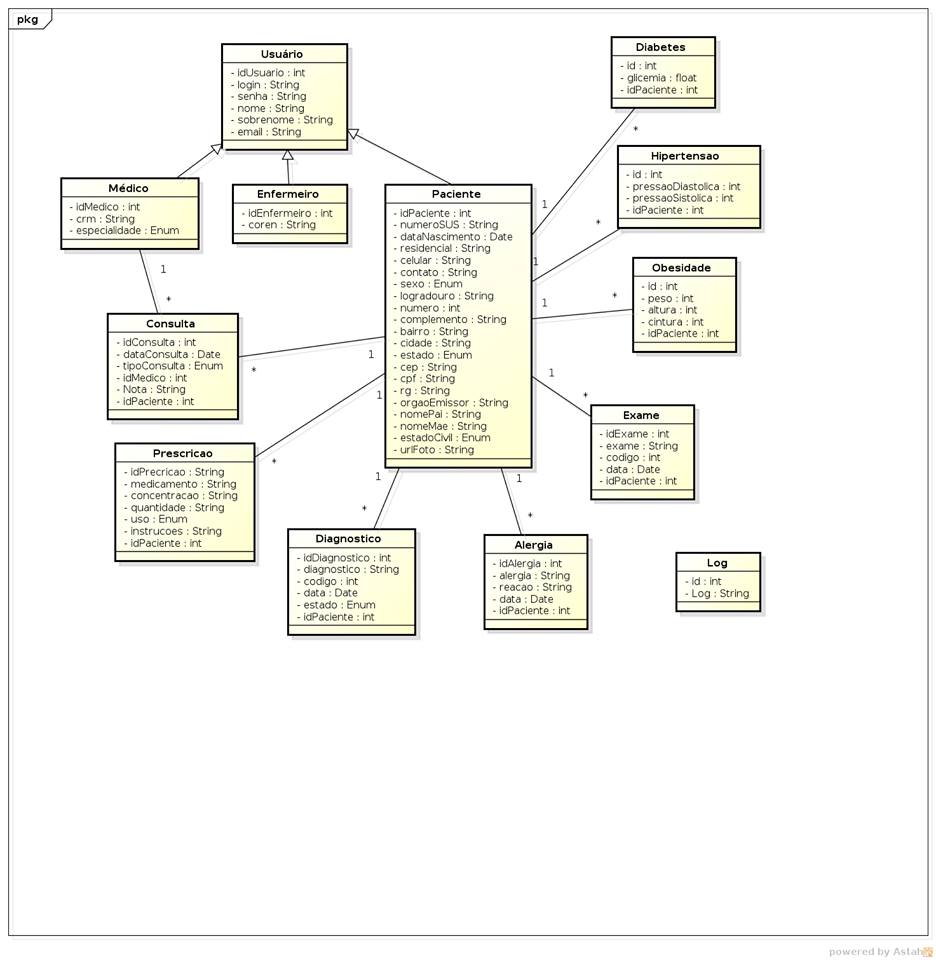 pkg
Usuário
- idUsuario : int
- login : String
- senha : String
- nome : String
- sobrenome : String
- email : String
Diabetes
- id : int
- glicemia : float
- idPaciente : int
*
1
Hipertensao
- id : int
- pressaoDiastolica : int
- pressaoSistolica : int
- idPaciente : int
*
1
Médico
- idMedico : int
- crm : String
- especialidade : Enum
1
*
Enfermeiro
- idEnfermeiro : int
- coren : String
Paciente
- idPaciente : int
- numeroSUS : String
- dataNascimento : Date
- residencial : String
- celular : String
- contato : String
- sexo : Enum
- logradouro : String
- numero : int
- complemento : String
- bairro : String
- cidade : String
- estado : Enum
- cep : String
- cpf : String
- rg : String
- orgaoEmissor : String
- nomePai : String
- nomeMae : String
- estadoCivil : Enum
- urlFoto : String
Obesidade
- id : int
- peso : int
- altura : int
- cintura : int
- idPaciente : int
1
*
Consulta
- idConsulta : int
- dataConsulta : Date
- tipoConsulta : Enum
- idMedico : int
- Nota : String
- idPaciente : int
*
1
Exame
- idExame : int
- exame : String
- codigo : int
- data : Date
- idPaciente : int
1
*
Prescricao
- idPrecricao : String
- medicamento : String
- concentracao : String
- quantidade : String
- uso : Enum
- instrucoes : String
- idPaciente : int
*
1
Diagnostico
- idDiagnostico : int
- diagnostico : String
- codigo : int
- data : Date
- estado : Enum
- idPaciente : int
1
*
Alergia
- idAlergia : int
- alergia : String
- reacao : String
- data : Date
- idPaciente : int
1
*
Log
- id : int
- Log : String
powered by Astah